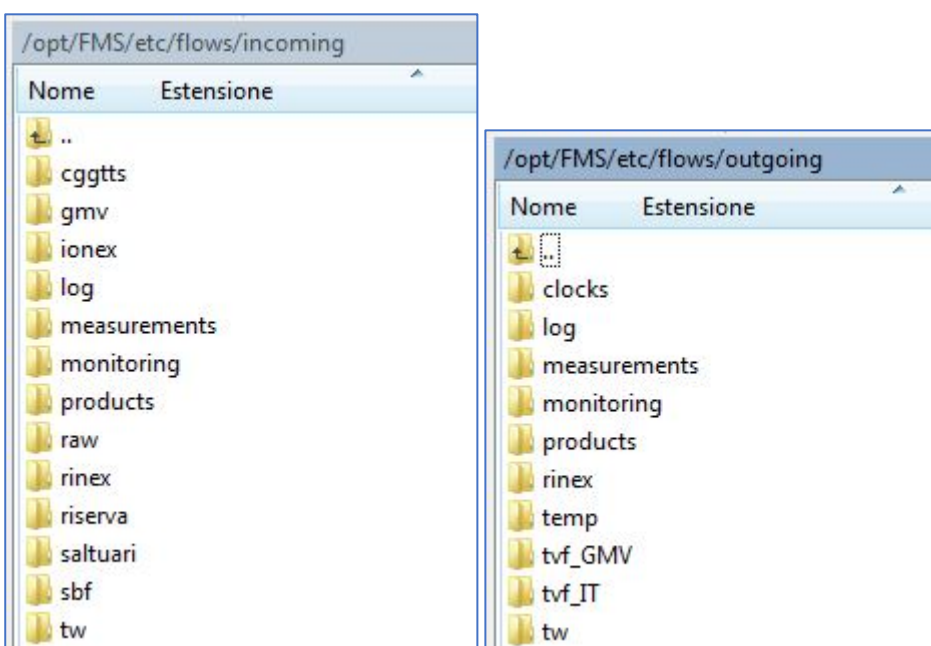 /opt/FMS/etc/flows/incoming
Nome Estensione
..
cggtts
gmv
ionex
log
measurements
monitoring
products
raw
rinex
riserva
saltuari
sbf
tw
/opt/FMS/etc/flows/outgoing
Nome Estensione
..
clocks
log
measurements
monitoring
products
rinex
temp
tvf_GMV
tvf_IT
tw